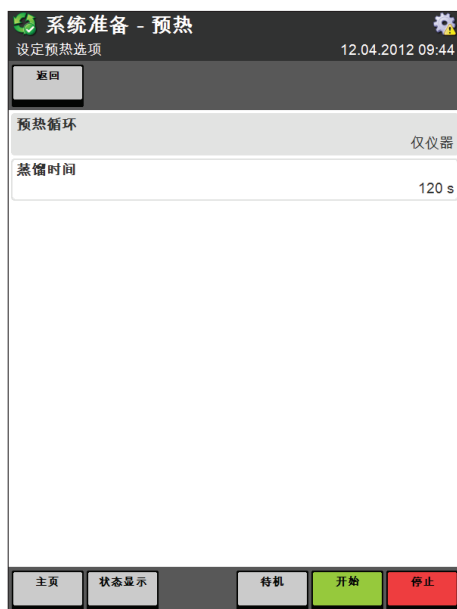 系统准备 - 预热
设定预热选项 12.04.2012 09:44
返回
预热循环
仅仪器
蒸馏时间
120 s
主页 状态显示 待机 开始 停止